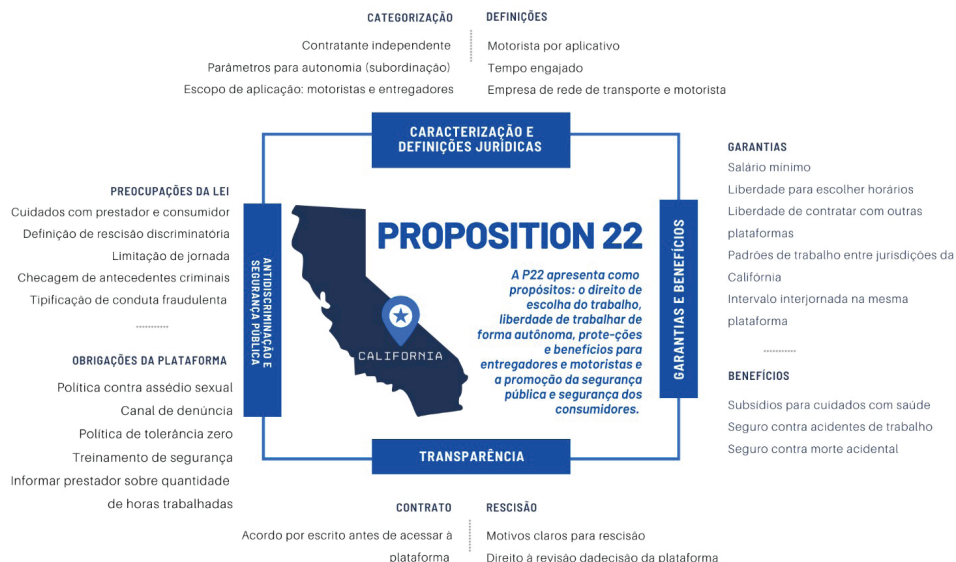 CATEGORIZAÇÃO
Contratante independente
Parâmetros para autonomia (subordinação)
Escopo de aplicação: motoristas e entregadores
DEFINIÇÕES
Motorista por aplicativo
Tempo engajado
Empresa de rede de transporte e motorista
CARACTERIZAÇÃO E
DEFINIÇÕES JURÍDICAS
PREOCUPAÇÕES DA LEI
Cuidados com prestador e consumidor
Definição de rescisão discriminatória
Limitação de jornada
Checagem de antecedentes criminais
Tipificação de conduta fraudulenta
OBRIGAÇÕES DA PLATAFORMA
Política contra assédio sexual
Canal de denúncia
Política de tolerância zero
Treinamento de segurança
Informar prestador sobre quantidade
de horas trabalhadas
ANTIDISCRIMINAÇÃO E
SEGURANÇA PÚBLICA
CALIFORNIA
PROPOSITION 22
A P22 apresenta como
propósitos: o direito de
escolha do trabalho,
liberdade de trabalhar de
forma autônoma, prote-ções
e benefícios para
entregadores e motoristas e
a promoção da segurança
pública e segurança dos
consumidores.
GARANTIAS E BENEFÍCIOS
GARANTIAS
Salário mínimo
Liberdade para escolher horários
Liberdade de contratar com outras
plataformas
Padrões de trabalho entre jurisdições da
Califórnia
Intervalo interjornada na mesma
plataforma
BENEFÍCIOS
Subsídios para cuidados com saúde
Seguro contra acidentes de trabalho
Seguro contra morte acidental
TRANSPARÊNCIA
CONTRATO
Acordo por escrito antes de acessar à
plataforma
RESCISÃO
Motivos claros para rescisão
Direito à revisão dadecisão da plataforma